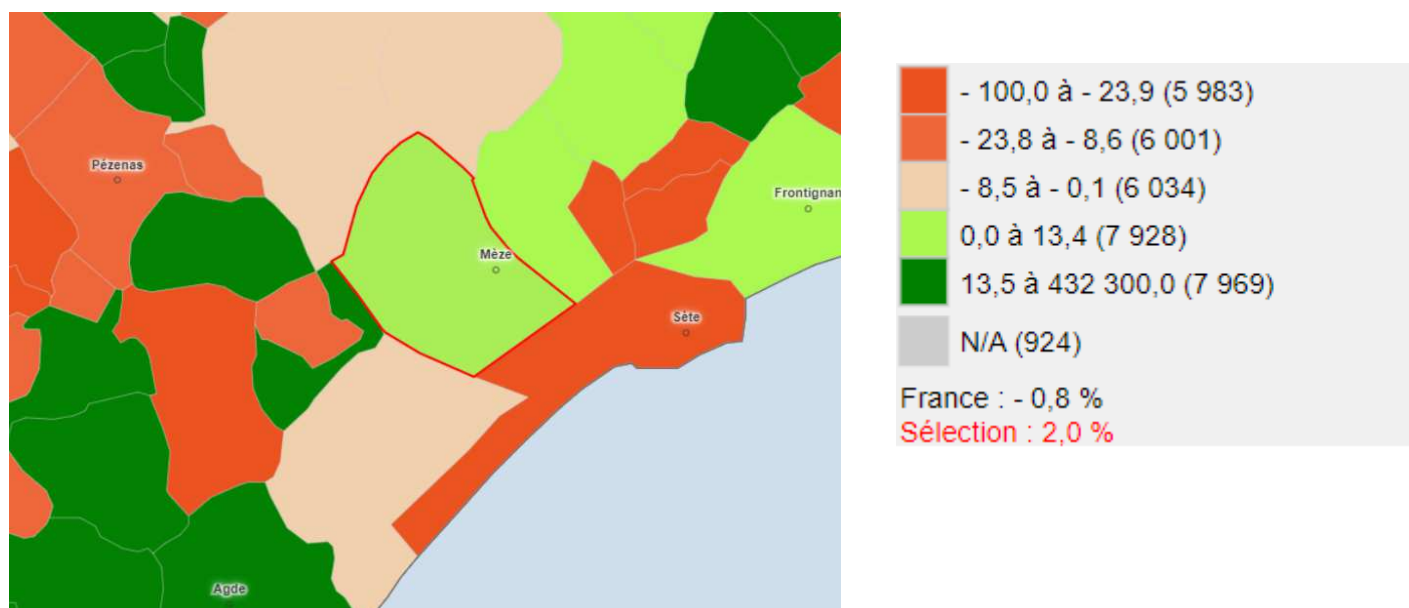 Pézenas
Frontignan
Mèze
Sète
Agde
- 100,0 à - 23,9 (5 983)
- 23,8 à - 8,6 (6 001)
- 8,5 à - 0,1 (6 034)
0,0 à 13,4 (7 928)
13,5 à 432 300,0 (7 969)
N/A (924)
France : - 0,8 %
Sélection : 2,0 %